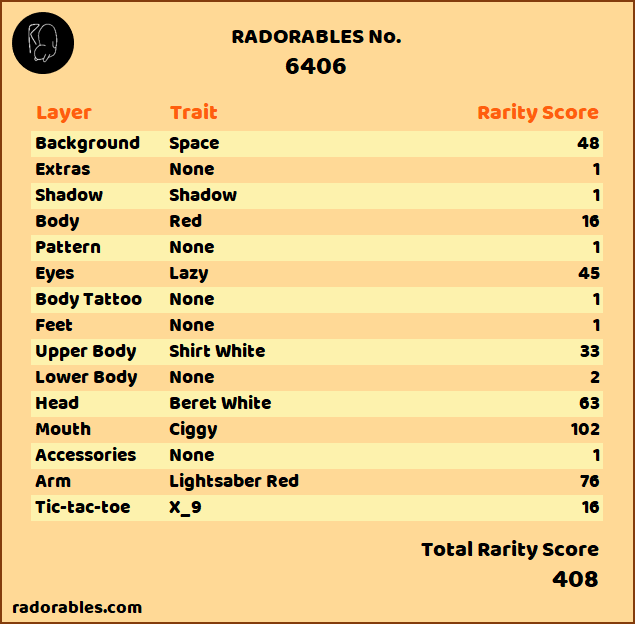 RADORABLES No.
6406
Layer Trait Rarity Score
Background Space 48
Extras None 1
Shadow Shadow 1
Body Red 16
Pattern None 1
Eyes Lazy 45
Body Tattoo None 1
Feet None 1
Upper Body Shirt White 33
Lower Body None 2
Head Beret White 63
Mouth Ciggy 102
Accessories None 1
Arm Lightsaber Red 76
Tic-tac-toe X_9 16
Total Rarity Score
408
radorables.com